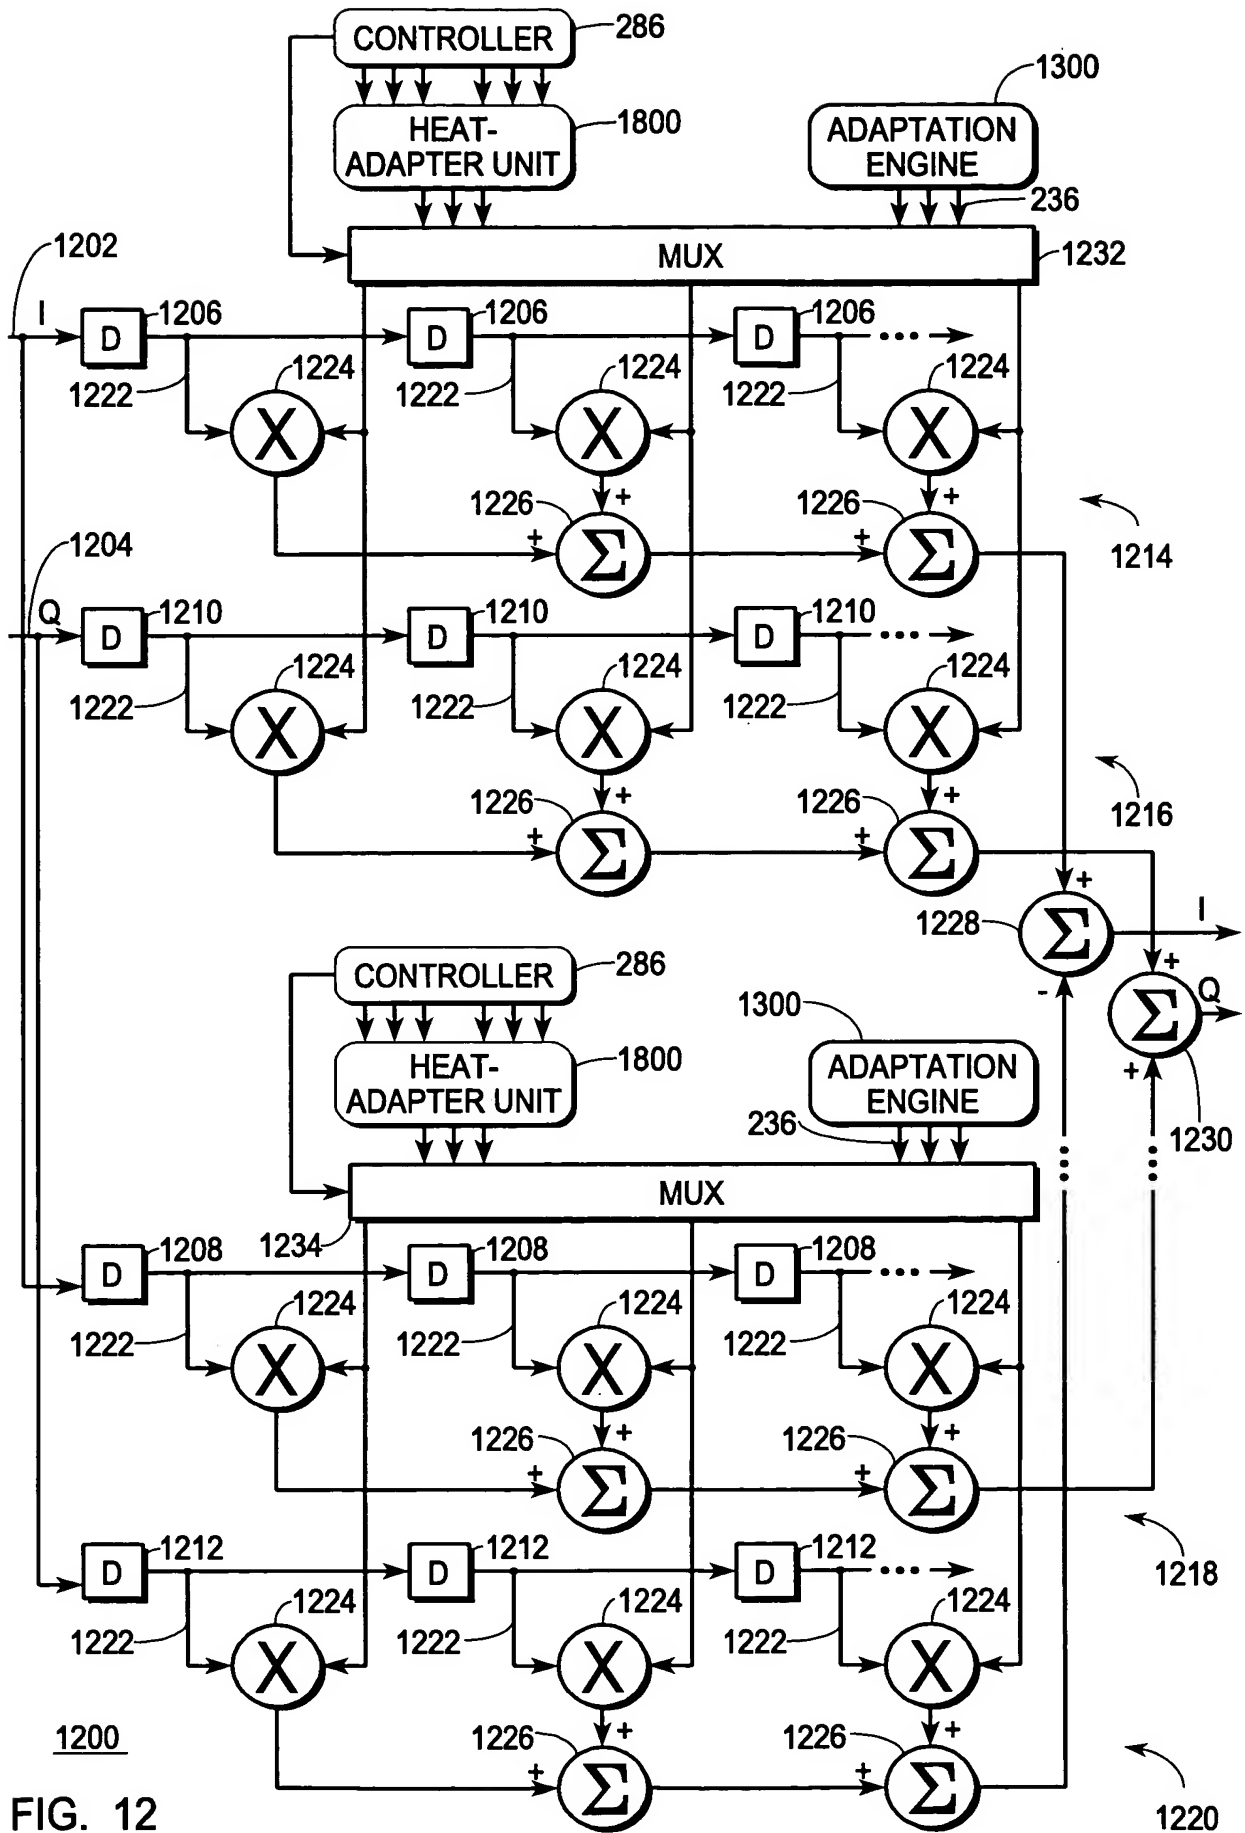 CONTROLLER 286
1300
HEAT-
ADAPTER UNIT
1800
ADAPTATION
ENGINE
236
1202
MUX
1232
I D 1206 D 1206 D 1206 ...
1222 1224 1222 1224 1222 1224
X X X
1226 + 1226 +
+ Σ + Σ
1214
1204
Q D 1210 D 1210 D 1210 ...
1222 1224 1222 1224 1222 1224
X X X
1226 + 1226 +
+ Σ + Σ
1216
+
1228 Σ I
-
+
Σ Q
+
1230
CONTROLLER 286
1300
HEAT-
ADAPTER UNIT
1800
ADAPTATION
ENGINE
236
MUX
1234
D 1208 D 1208 D 1208 ...
1222 1224 1222 1224 1222 1224
X X X
1226 + 1226 +
+ Σ + Σ
1218
D 1212 D 1212 D 1212 ...
1222 1224 1222 1224 1222 1224
X X X
1226 + 1226 +
+ Σ + Σ
1220
1200
FIG. 12